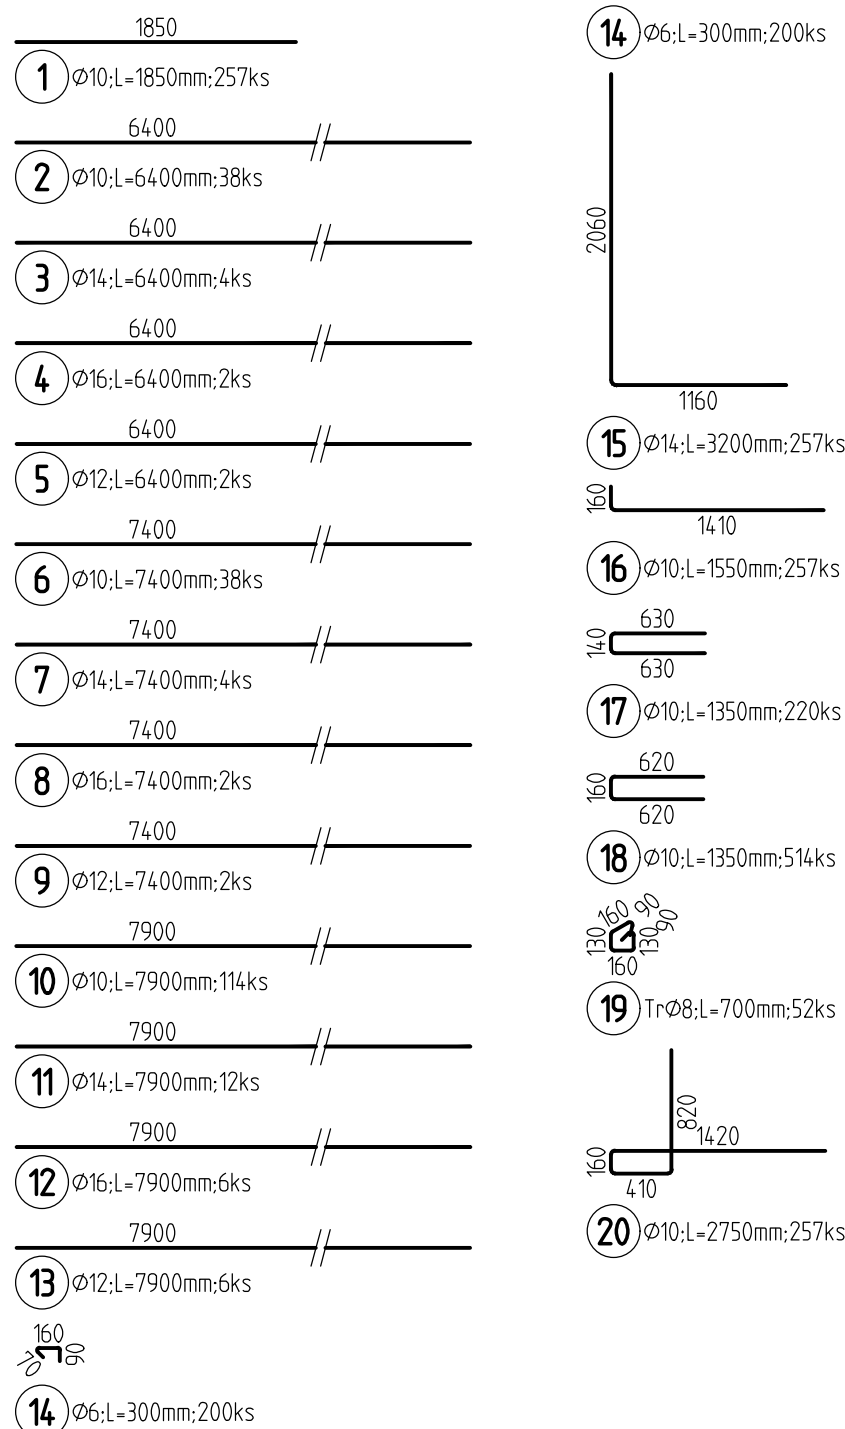 1850
1 Ø10;L=1850mm;257ks
6400
2 Ø10;L=6400mm;38ks
6400
3 Ø14;L=6400mm;4ks
6400
4 Ø16;L=6400mm;2ks
6400
5 Ø12;L=6400mm;2ks
7400
6 Ø10;L=7400mm;38ks
7400
7 Ø14;L=7400mm;4ks
7400
8 Ø16;L=7400mm;2ks
7400
9 Ø12;L=7400mm;2ks
7900
10 Ø10;L=7900mm;114ks
7900
11 Ø14;L=7900mm;12ks
7900
12 Ø16;L=7900mm;6ks
7900
13 Ø12;L=7900mm;6ks
160
70
90
14 Ø6;L=300mm;200ks
14 Ø6;L=300mm;200ks
2060
1160
15 Ø14;L=3200mm;257ks
160
1410
16 Ø10;L=1550mm;257ks
630
140
630
17 Ø10;L=1350mm;220ks
620
160
620
18 Ø10;L=1350mm;514ks
160
90
90
130
130
160
19 TrØ8;L=700mm;52ks
820
1420
160
410
20 Ø10;L=2750mm;257ks